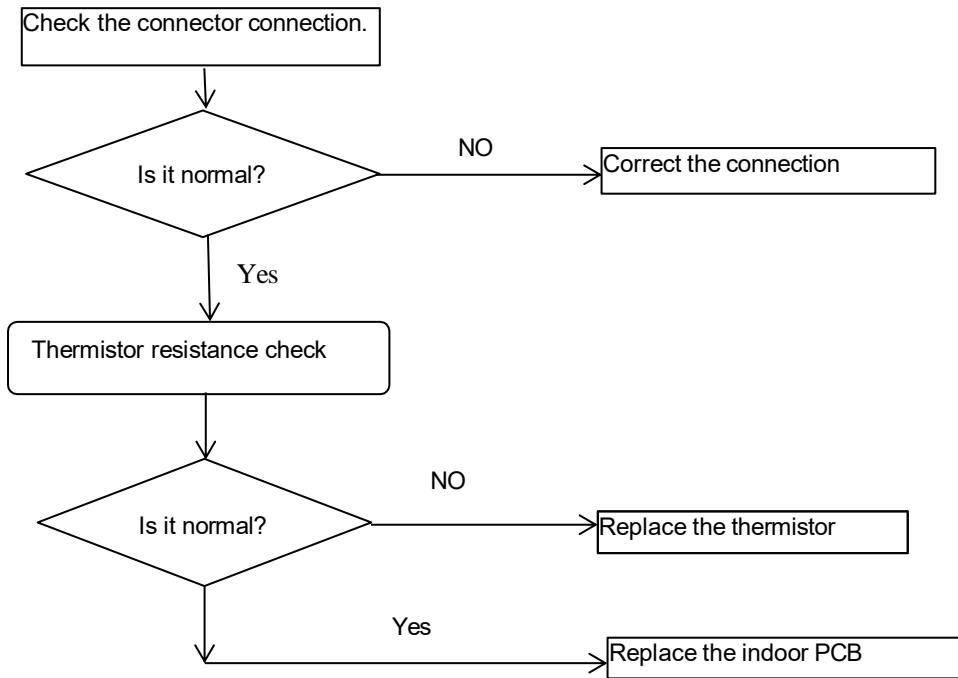 Check the connector connection.
Is it normal?
NO
Correct the connection
Yes
Thermistor resistance check
Is it normal?
NO
Replace the thermistor
Yes
Replace the indoor PCB